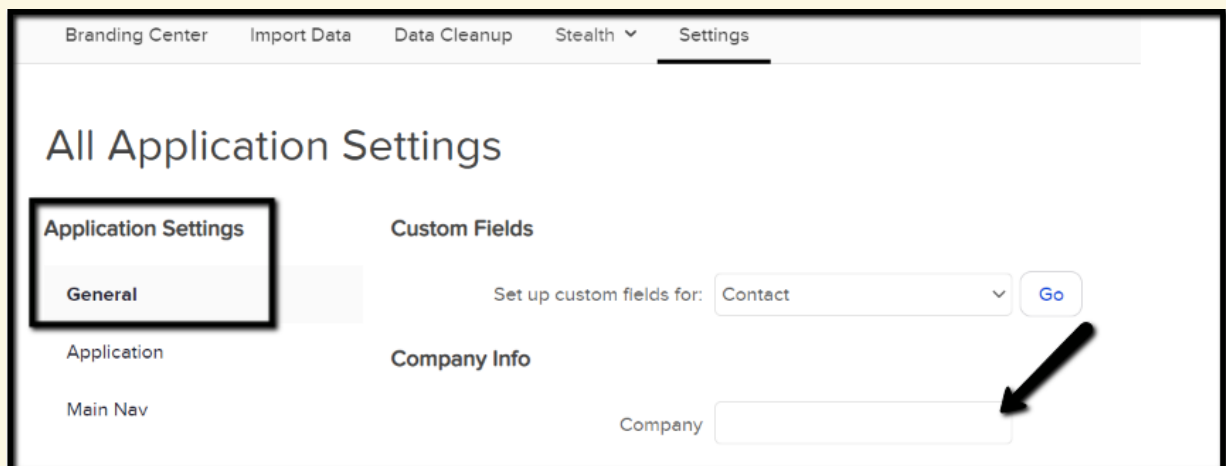 Branding Center Import Data Data Cleanup Stealth Settings
All Application Settings
Application Settings
General
Application
Main Nav
Custom Fields
Set up custom fields for: Contact Go
Company Info
Company